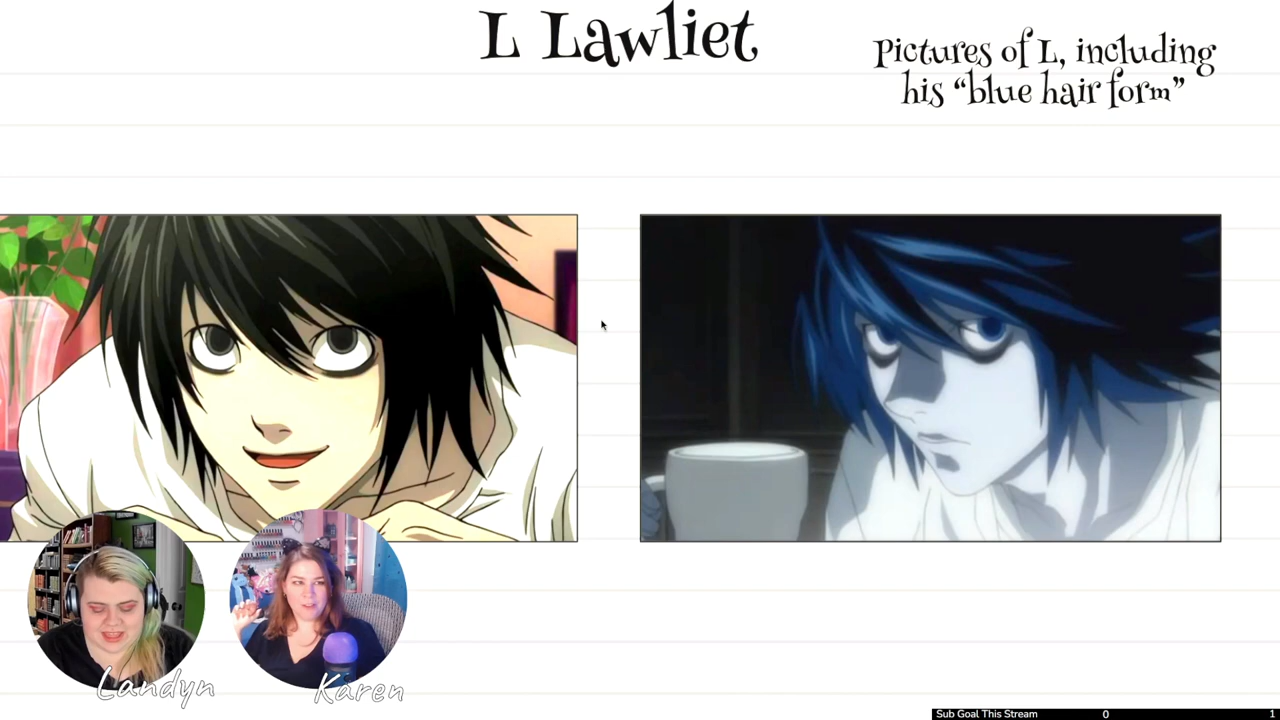 L Lawliet
Pictures of L, including
his “blue hair form”
Landyn
Karen
Sub Goal This Stream 0 1